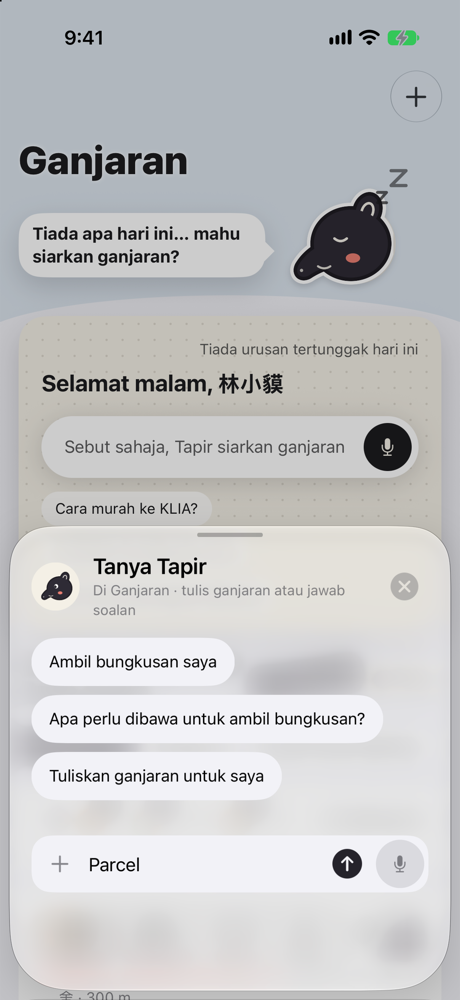 9:41
Ganjaran
z
z
Tiada apa hari ini... mahu
siarkan ganjaran?
Tiada urusan tertunggak hari ini
Selamat malam, 林小貘
Sebut sahaja, Tapir siarkan ganjaran
Cara murah ke KLIA?
Tanya Tapir
Di Ganjaran · tulis ganjaran atau jawab
soalan
Ambil bungkusan saya
Apa perlu dibawa untuk ambil bungkusan?
Tuliskan ganjaran untuk saya
Parcel
300 m